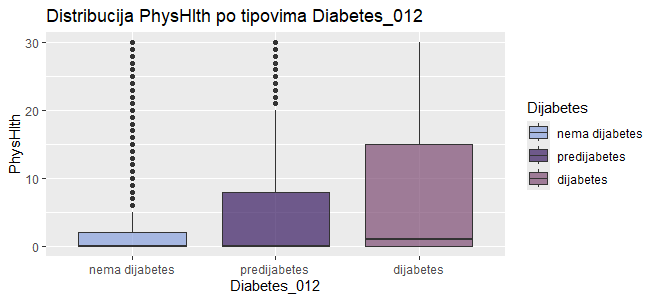 Distribucija PhysHlth po tipovima Diabetes_012
30
20
10
0
PhysHlth
nema dijabetes
predijabetes
dijabetes
Diabetes_012
Dijabetes
nema dijabetes
predijabetes
dijabetes